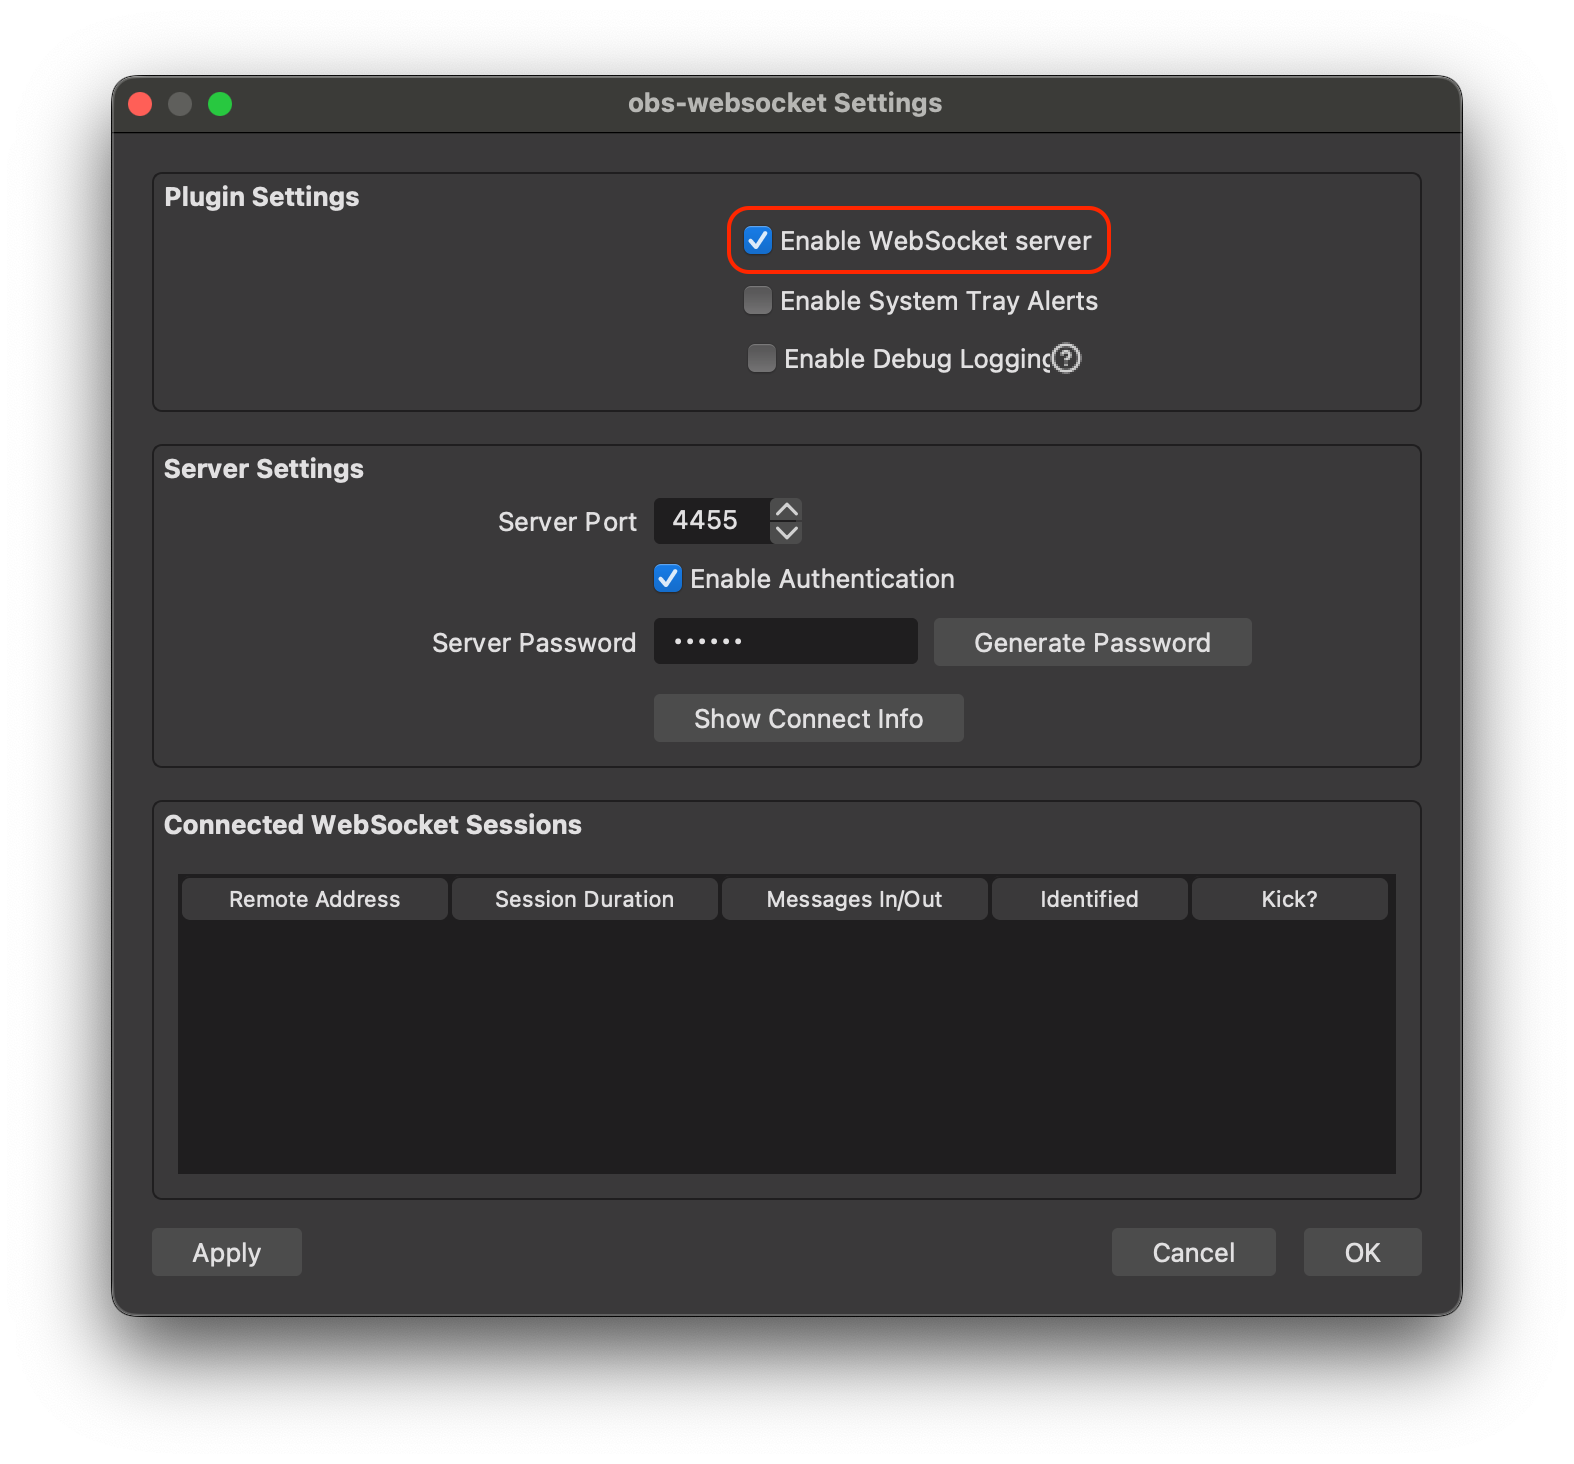 obs-websocket Settings
Plugin Settings
Enable WebSocket server
Enable System Tray Alerts
Enable Debug Logging
Server Settings
Server Port 4455
Enable Authentication
Server Password •••••• Generate Password
Show Connect Info
Connected WebSocket Sessions
Remote Address Session Duration Messages In/Out Identified Kick?
Apply Cancel OK